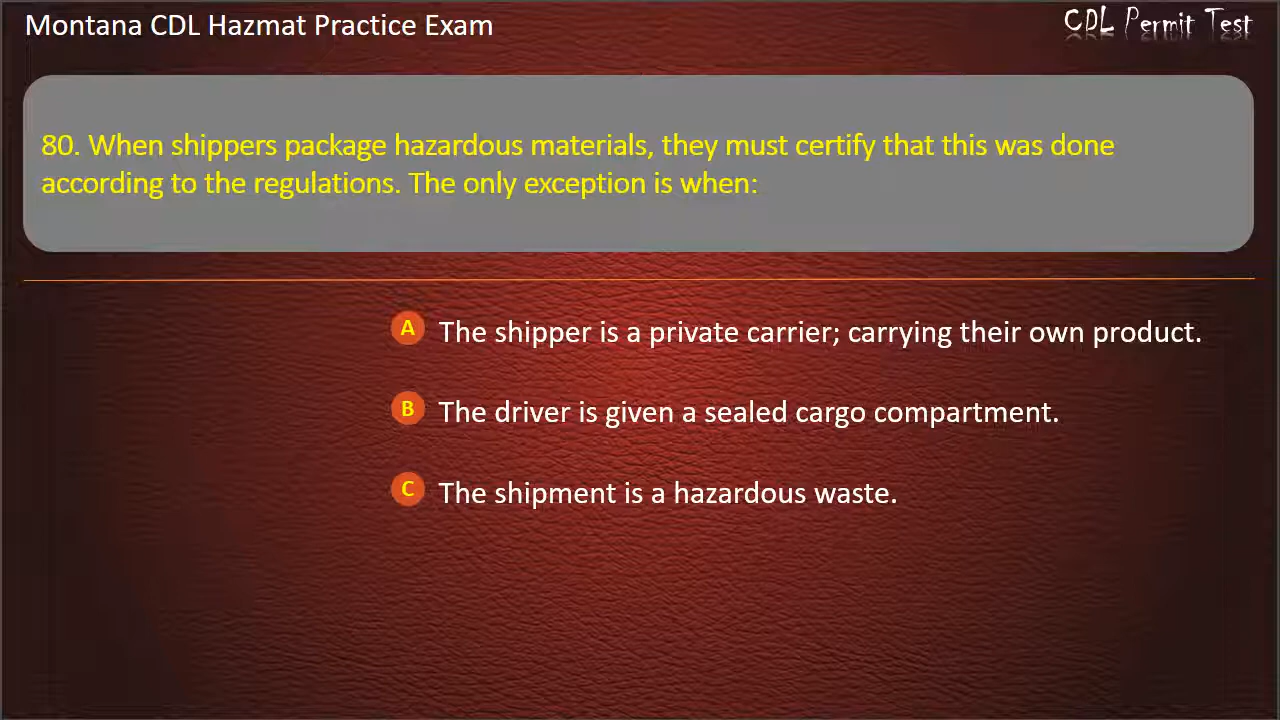 Montana CDL Hazmat Practice Exam
CDL Permit Test
80. When shippers package hazardous materials, they must certify that this was done
according to the regulations. The only exception is when:
A The shipper is a private carrier; carrying their own product.
B The driver is given a sealed cargo compartment.
C The shipment is a hazardous waste.